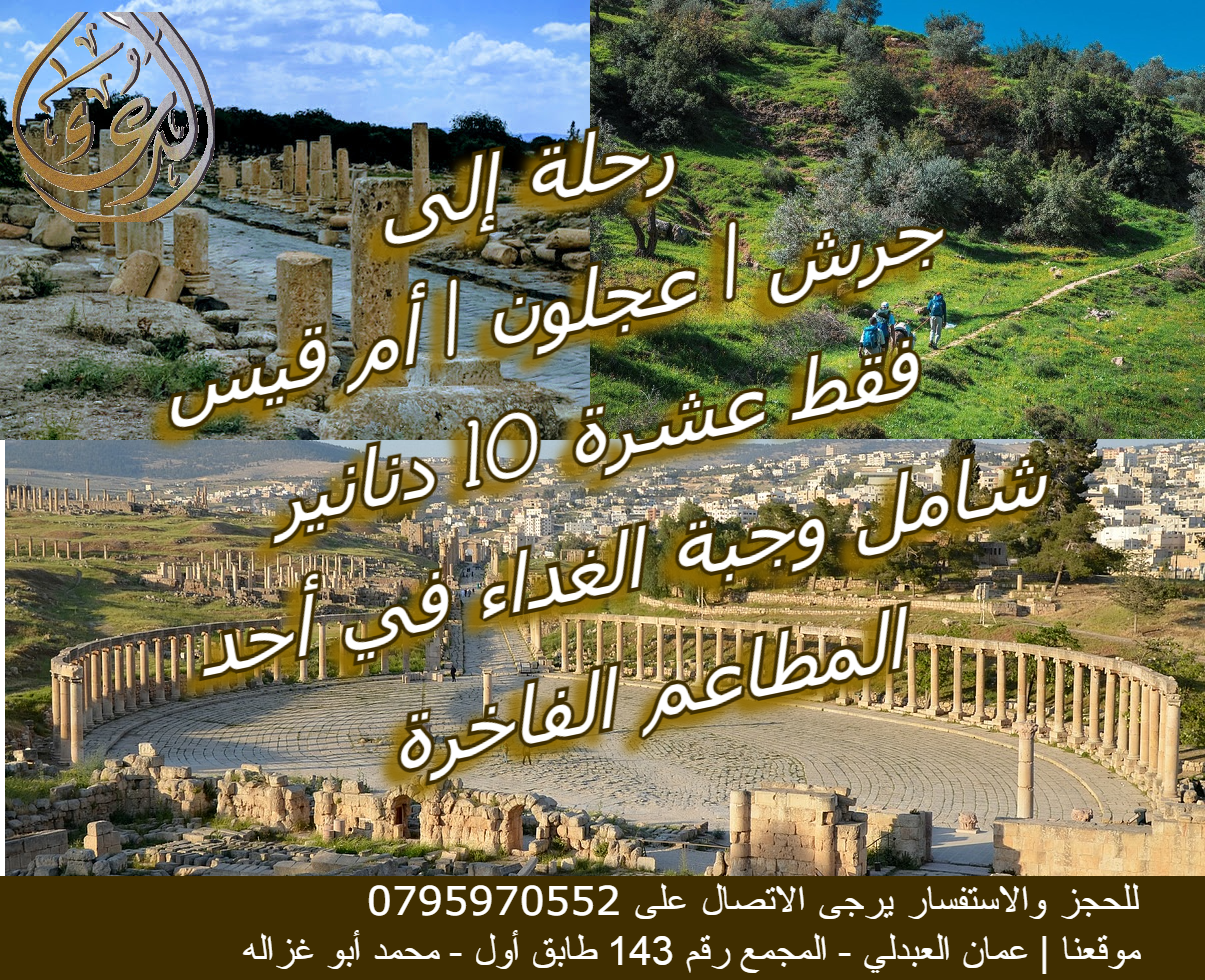 رحلة إلى
جرش | عجلون | أم قيس
فقط عشرة 10 دنانير
شامل وجبة الغداء في أحد
المطاعم الفاخرة
للحجز والاستفسار يرجى الاتصال على 0795970552
موقعنا | عمان العبدلي - المجمع رقم 143 طابق أول - محمد أبو غزاله